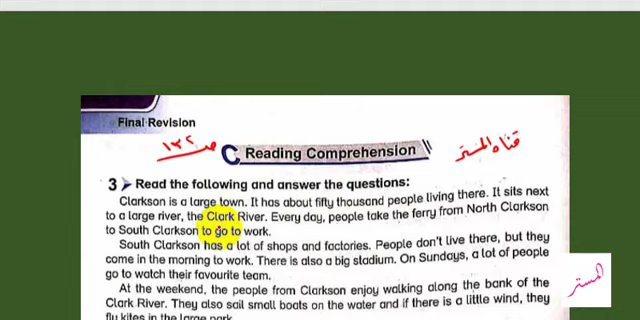 Final Revision
ص ١٣٢
قناة المستر
C Reading Comprehension
3 Read the following and answer the questions:
Clarkson is a large town. It has about fifty thousand people living there. It sits next
to a large river, the Clark River. Every day, people take the ferry from North Clarkson
to South Clarkson to go to work.
South Clarkson has a lot of shops and factories. People don't live there, but they
come in the morning to work. There is also a big stadium. On Sundays, a lot of people
go to watch their favourite team.
At the weekend, the people from Clarkson enjoy walking along the bank of the
Clark River. They also sail small boats on the water and if there is a little wind, they
fly kites in the large park.
المستر